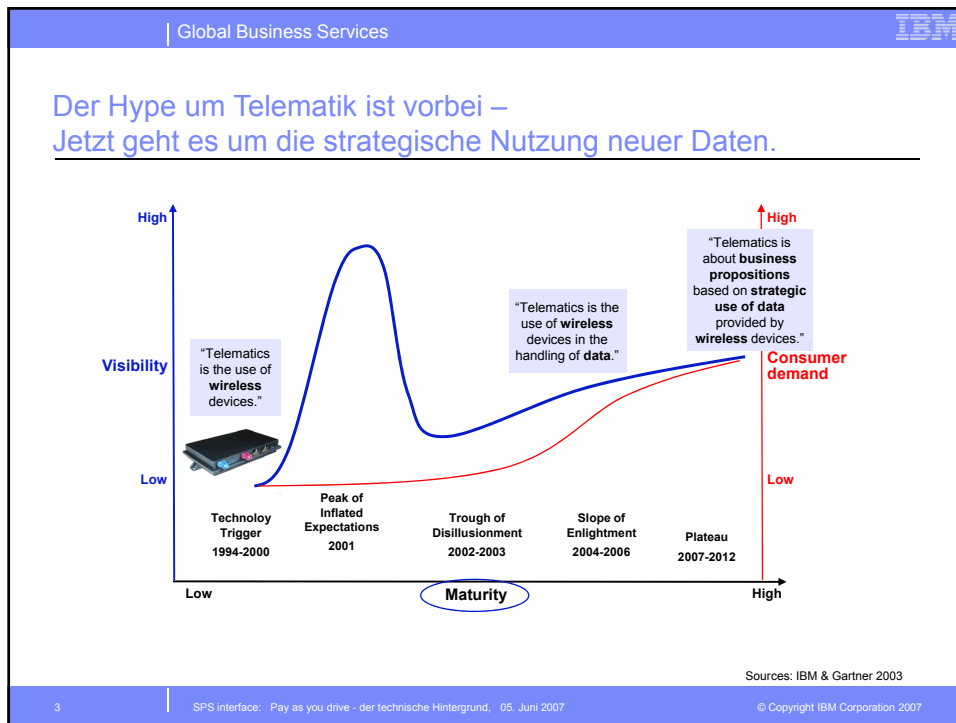 Global Business Services
IBM
Der Hype um Telematik ist vorbei –
Jetzt geht es um die strategische Nutzung neuer Daten.
High
High
“Telematics is
about business
propositions
based on strategic
use of data
provided by
wireless devices.”
“Telematics is the
use of wireless
devices in the
handling of data.”
“Telematics
is the use of
wireless
devices.”
Visibility
Consumer
demand
Low
Low
Technoloy
Trigger
1994-2000
Peak of
Inflated
Expectations
2001
Trough of
Disillusionment
2002-2003
Slope of
Enlightment
2004-2006
Plateau
2007-2012
Low
Maturity
High
Sources: IBM & Gartner 2003
3
SPS interface: Pay as you drive - der technische Hintergrund, 05. Juni 2007
© Copyright IBM Corporation 2007